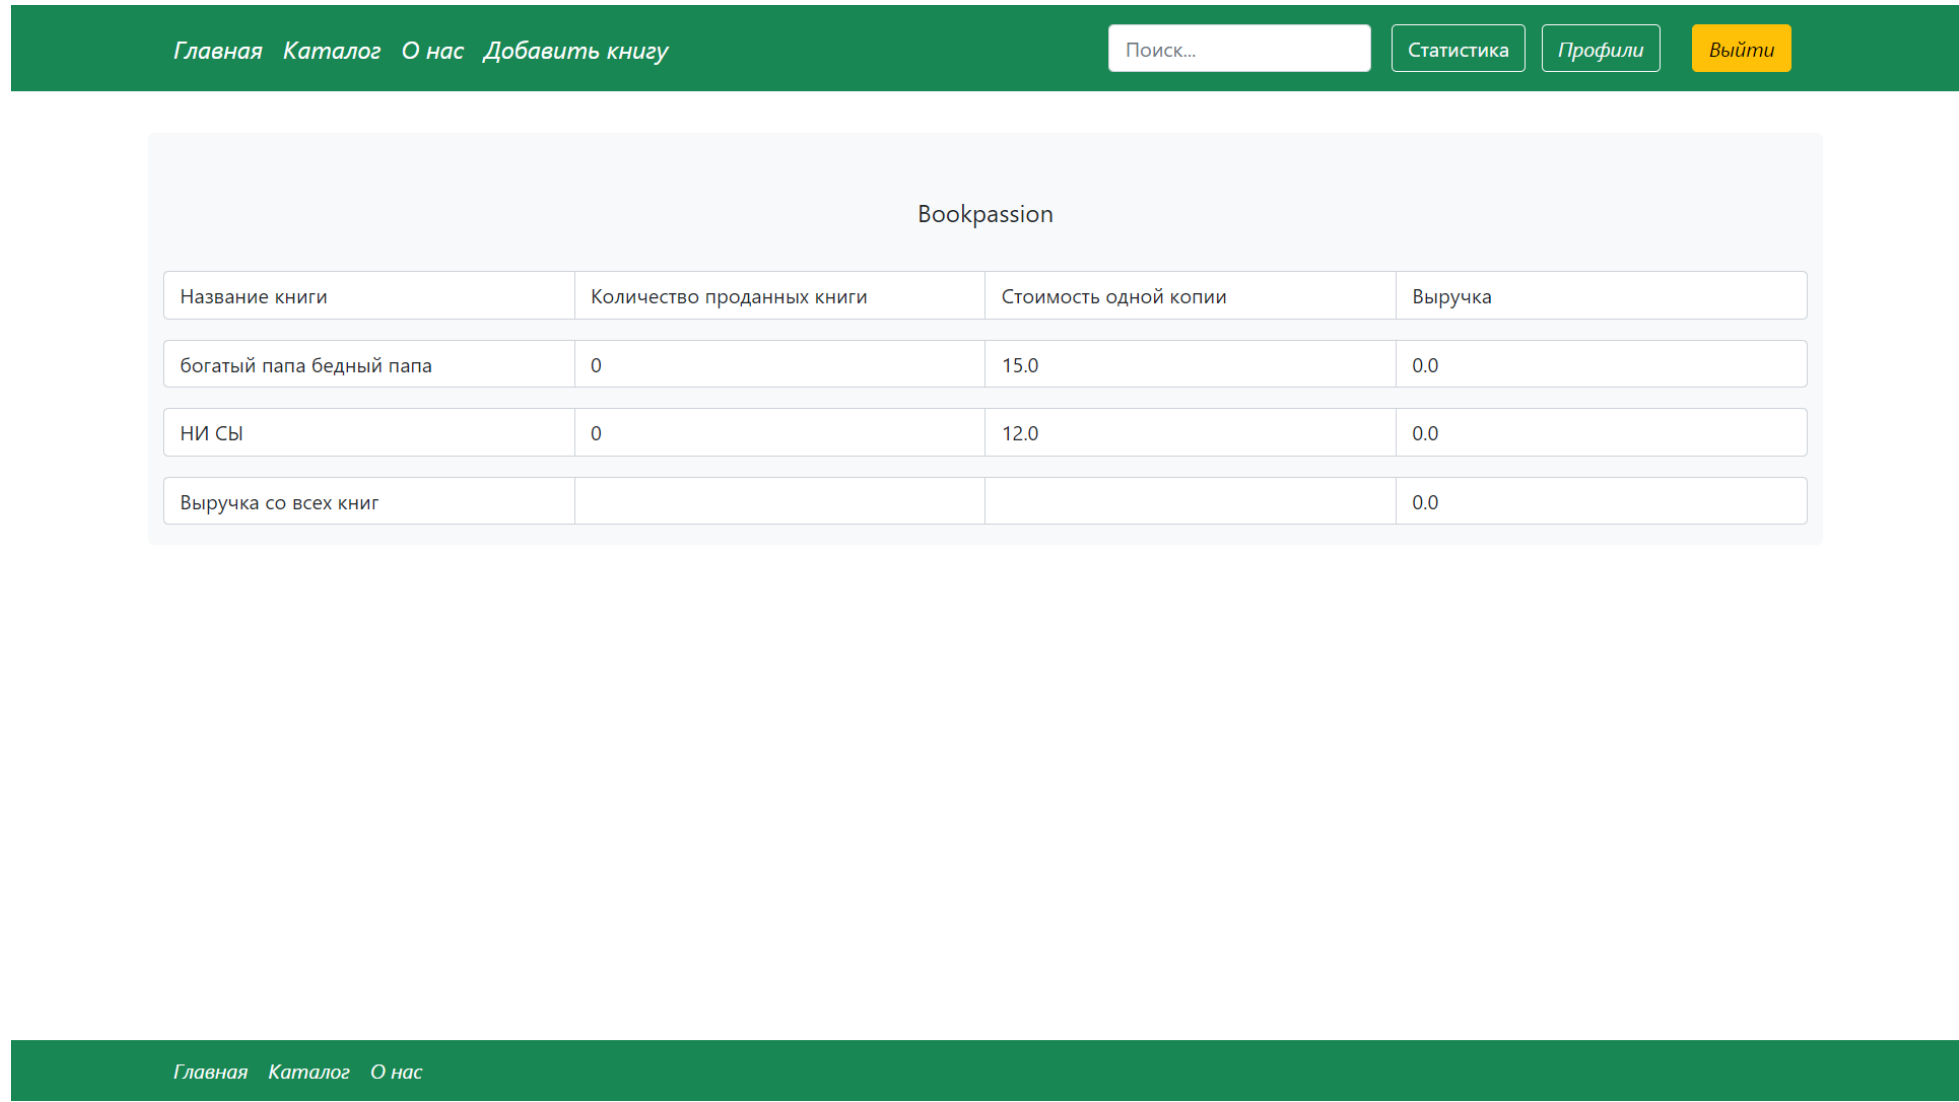 Главная Каталог О нас Добавить книгу Поиск... Статистика Профили Выйти
Bookpassion
Название книги Количество проданных книги Стоимость одной копии Выручка
богатый папа бедный папа 0 15.0 0.0
НИ СЫ 0 12.0 0.0
Выручка со всех книг 0.0
Главная Каталог О нас